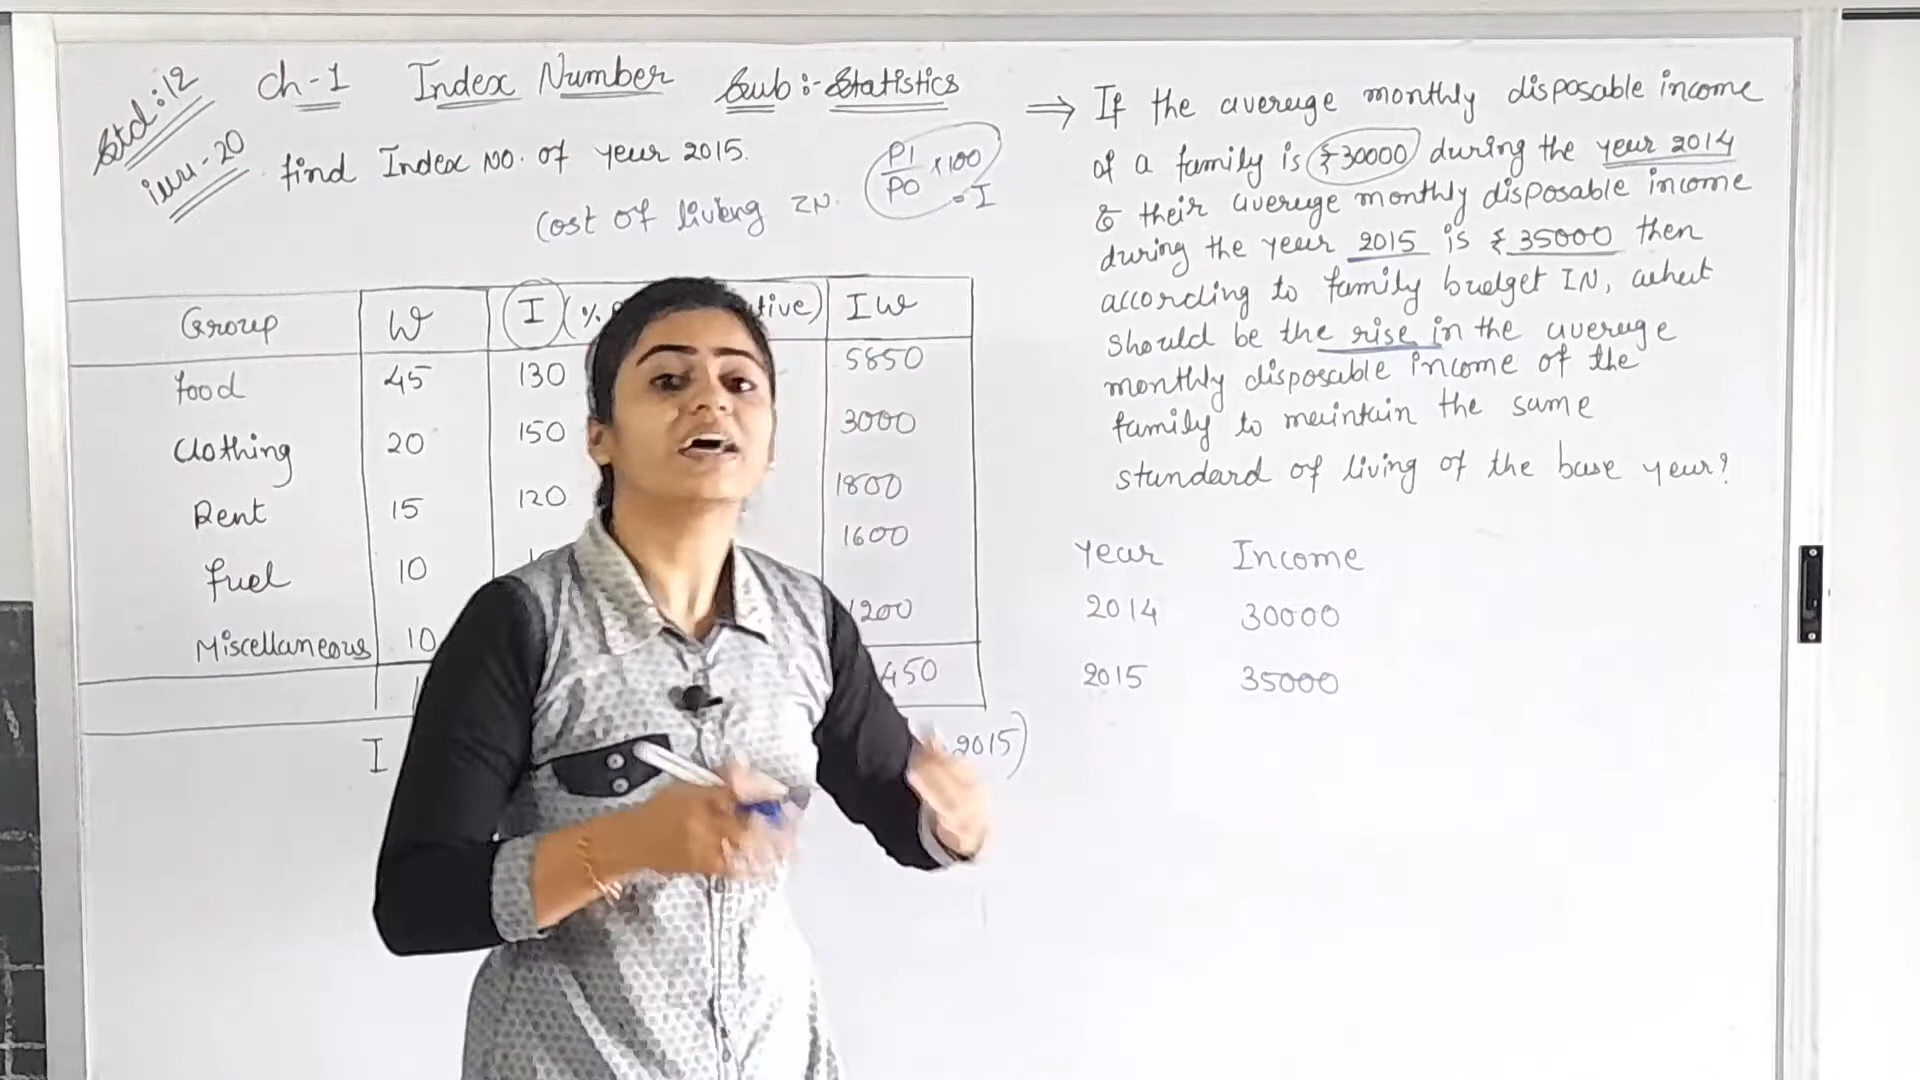 Std:12
Ch-1 Index Number Sub:-Statistics
illu-20
find Index No. of year 2015.
P1/P0 × 100 = I
Cost of living IN.
Group W I (% tive) IW
Food 45 130 5850
Clothing 20 150 3000
Rent 15 120 1800
Fuel 10 1600
Miscellaneous 10 1200
450
I 2015)
⇒ If the average monthly disposable income
of a family is ₹30000 during the year 2014
& their average monthly disposable income
during the year 2015 is ₹35000 then
according to family budget IN, what
should be the rise in the average
monthly disposable income of the
family to maintain the same
standard of living of the base year?
Year Income
2014 30000
2015 35000